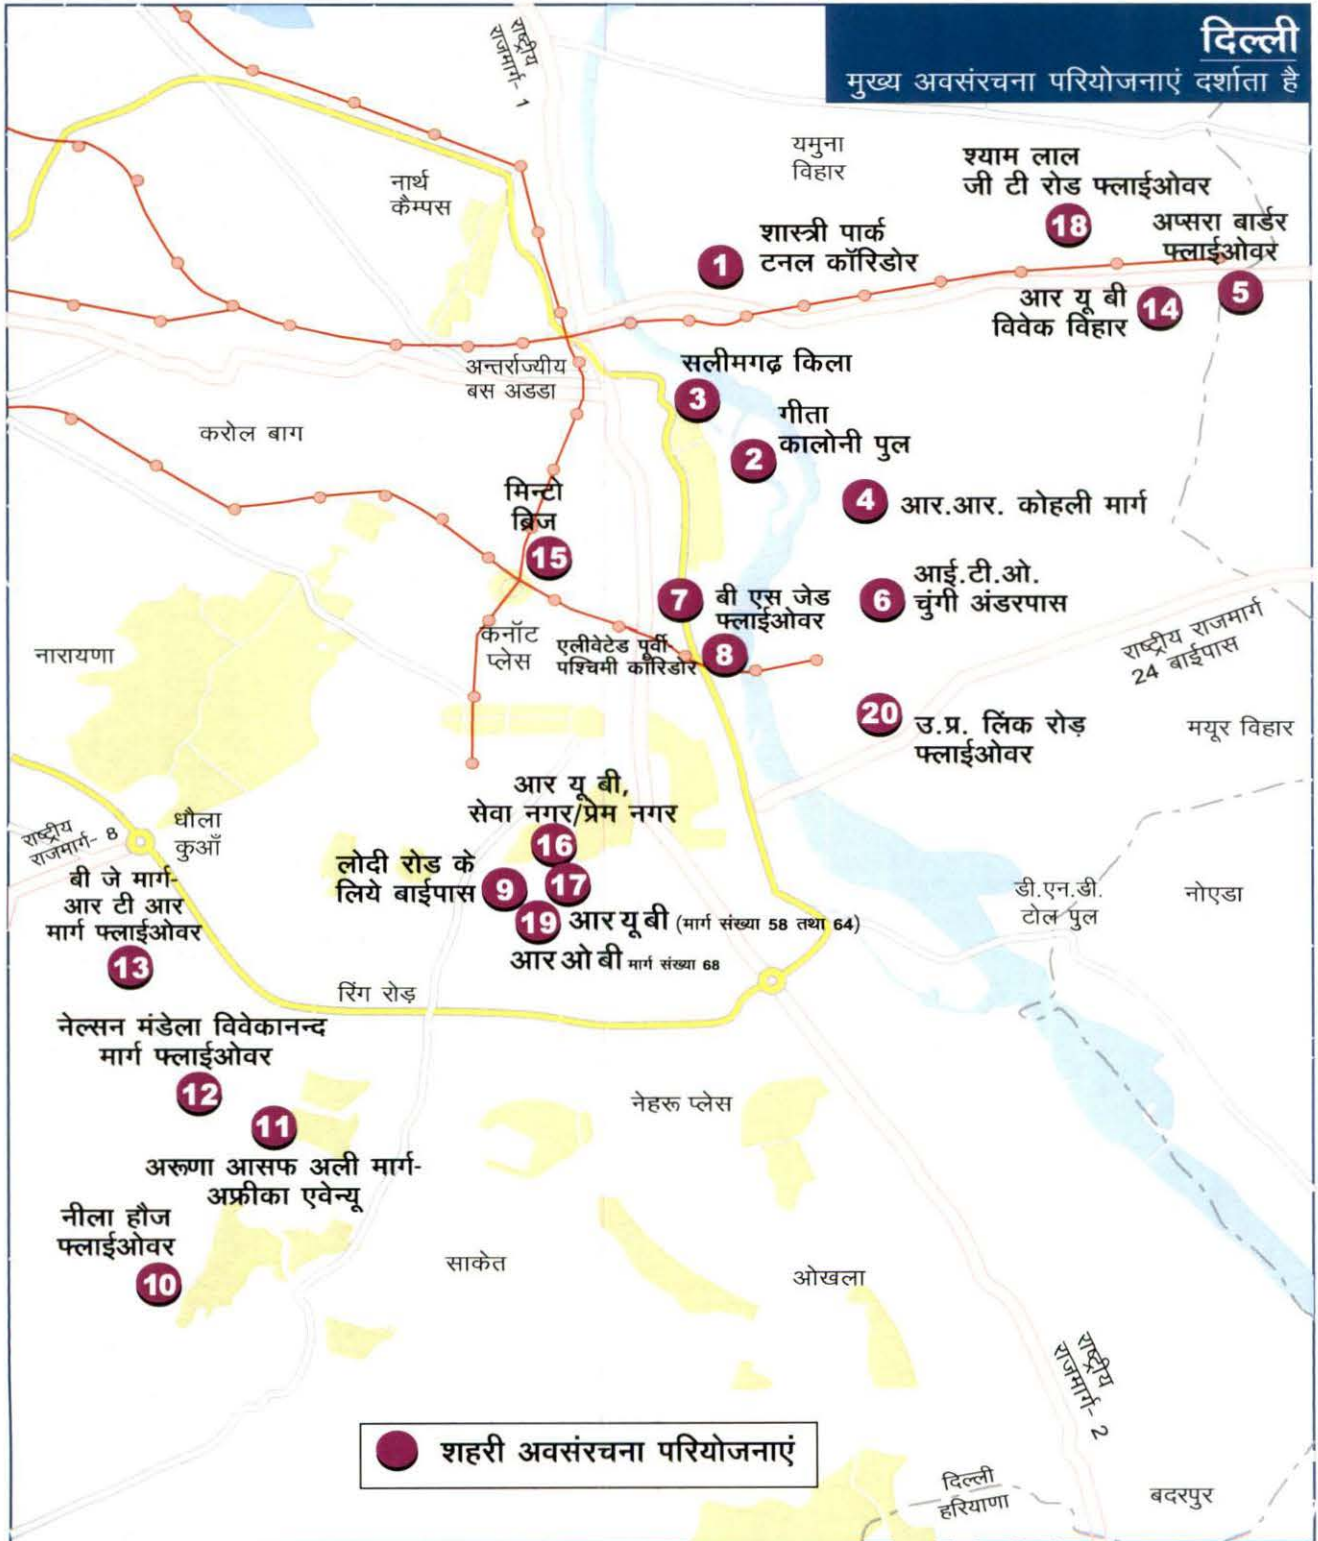 दिल्ली
मुख्य अवसंरचना परियोजनाएं दर्शाता है
राष्ट्रीय
राजमार्ग- 1
यमुना
विहार
श्याम लाल
जी टी रोड फ्लाईओवर
18
नार्थ
कैम्पस
शास्त्री पार्क
टनल कॉरिडोर
1
अप्सरा बार्डर
फ्लाईओवर
5
आर यू बी
विवेक विहार
14
अन्तर्राज्यीय
बस अडडा
सलीमगढ़ किला
3
गीता
कालोनी पुल
2
करोल बाग
मिन्टो
ब्रिज
15
4
आर.आर. कोहली मार्ग
7
बी एस जेड
फ्लाईओवर
6
आई.टी.ओ.
चुंगी अंडरपास
नारायणा
कनॉट
प्लेस
एलीवेटेड पूर्वी-
पश्चिमी कॉरिडोर
8
राष्ट्रीय राजमार्ग
24 बाईपास
20
उ.प्र. लिंक रोड़
फ्लाईओवर
मयूर विहार
आर यू बी,
सेवा नगर/प्रेम नगर
16
राष्ट्रीय
राजमार्ग- 8
धौला
कुआँ
लोदी रोड के
लिये बाईपास
9
17
19
आर यू बी (मार्ग संख्या 58 तथा 64)
आर ओ बी मार्ग संख्या 68
बी जे मार्ग-
आर टी आर
मार्ग फ्लाईओवर
13
डी.एन.डी.
टोल पुल
नोएडा
रिंग रोड़
नेल्सन मंडेला विवेकानन्द
मार्ग फ्लाईओवर
12
11
नेहरू प्लेस
अरूणा आसफ अली मार्ग-
अफ्रीका एवेन्यू
नीला हौज
फ्लाईओवर
10
साकेत
ओखला
राष्ट्रीय
राजमार्ग- 2
शहरी अवसंरचना परियोजनाएं
दिल्ली
हरियाणा
बदरपुर